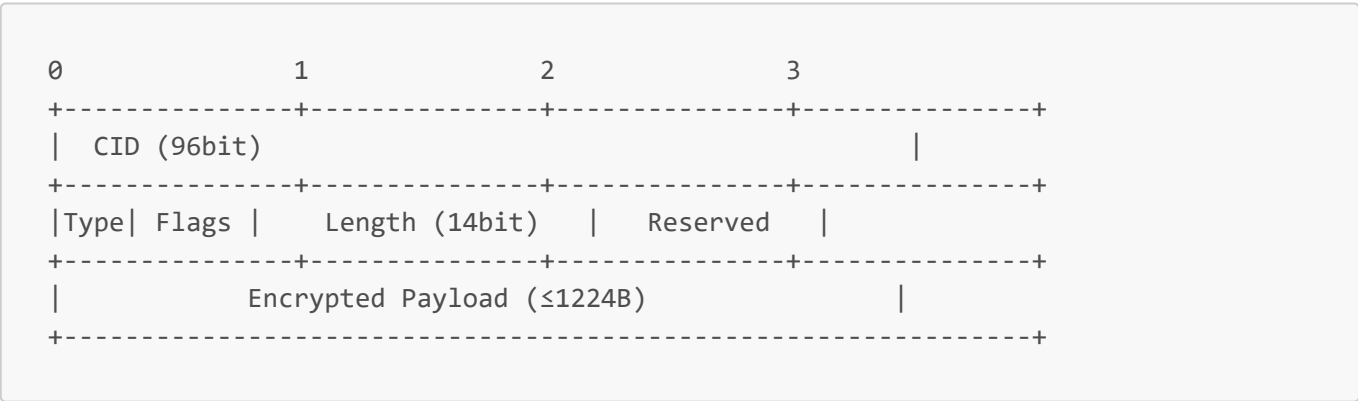 0               1               2               3
+---------------+---------------+---------------+---------------+
|  CID (96bit)                                          |
+---------------+---------------+---------------+---------------+
|Type| Flags |    Length (14bit)   |   Reserved   |
+---------------+---------------+---------------+---------------+
|            Encrypted Payload (≤1224B)                |
+---------------------------------------------------------------+